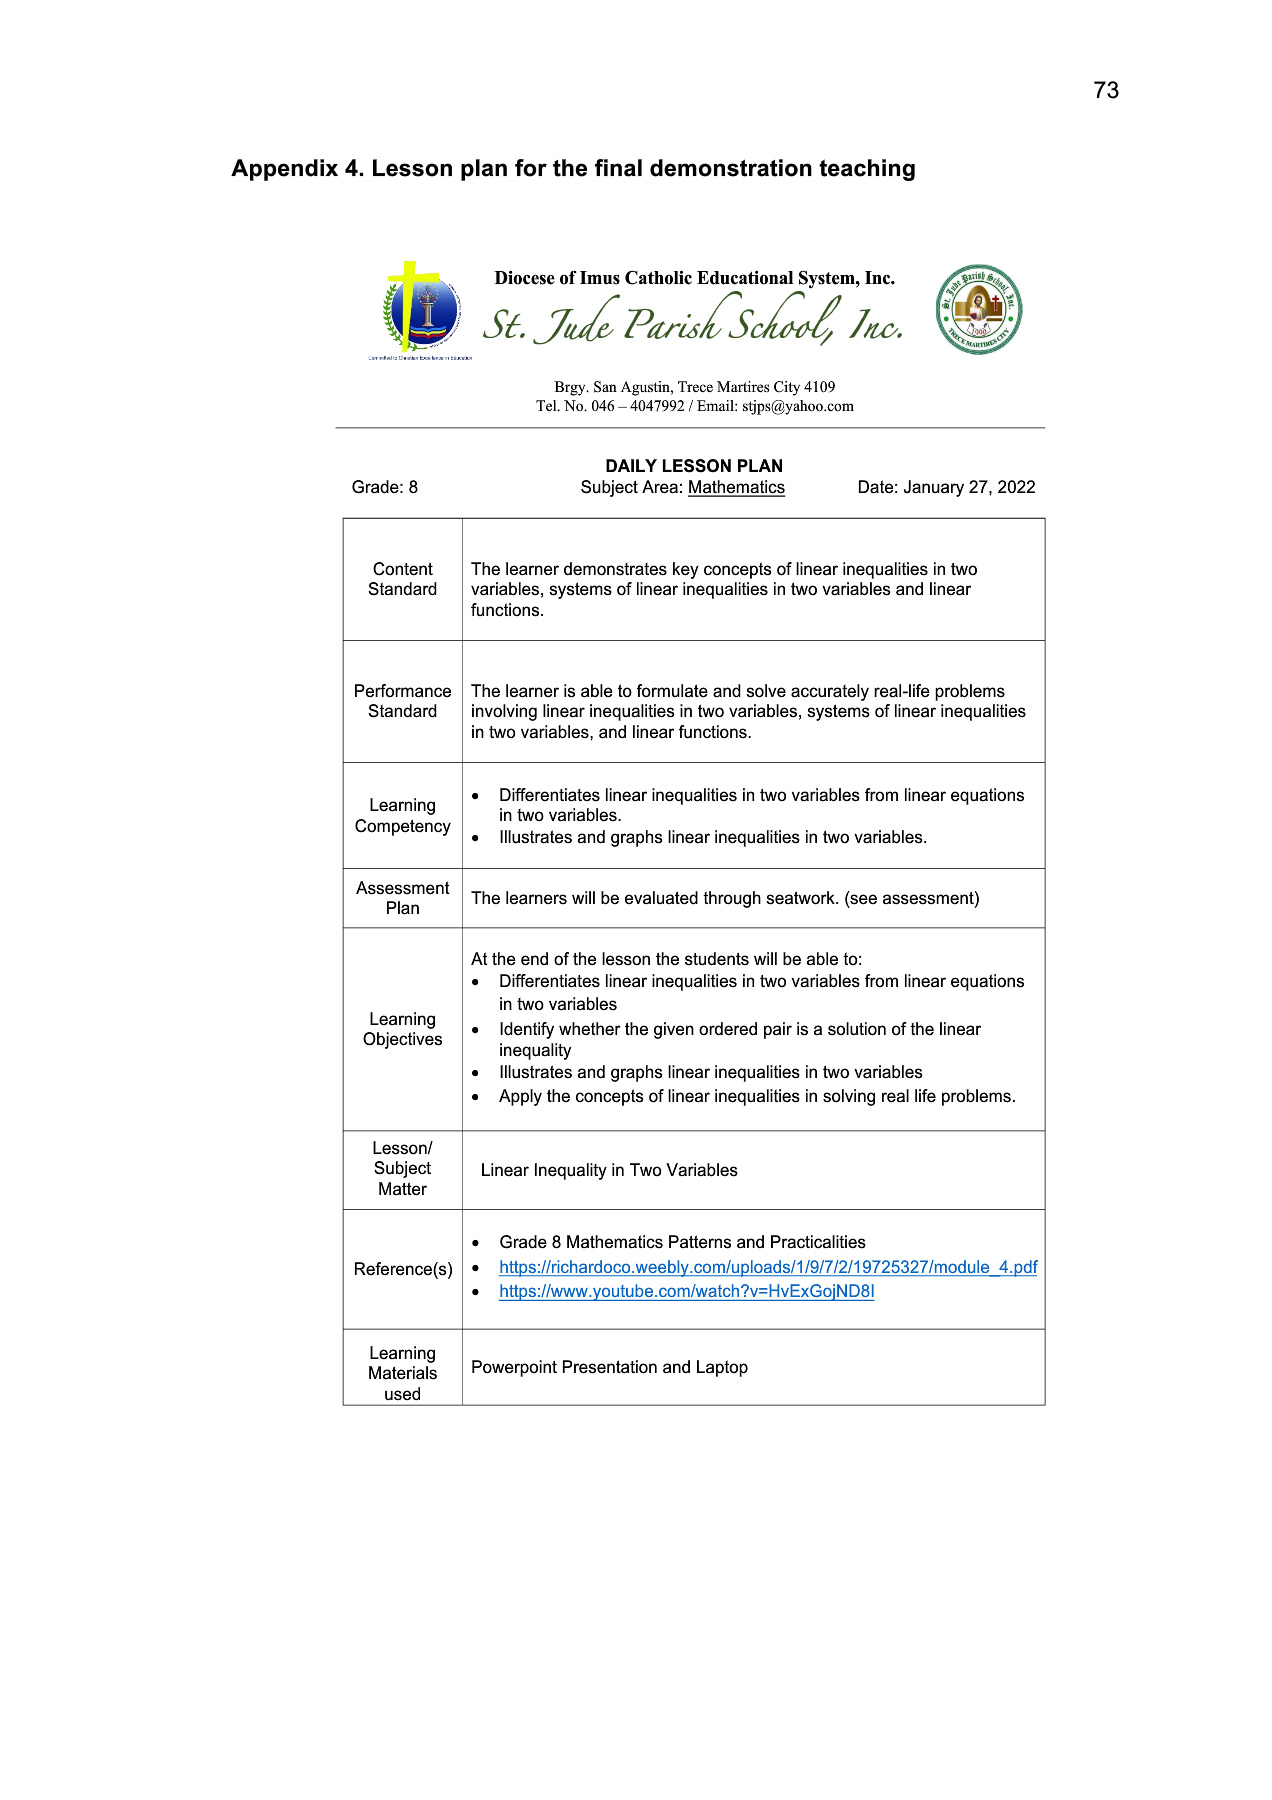 73
Appendix 4. Lesson plan for the final demonstration teaching
Diocese of Imus Catholic Educational System, Inc.
St. Jude Parish School, Inc.
Committed to Christian Excellence in Education
St. Jude Parish School, Inc.
TRECE MARTIRES CITY
Brgy. San Agustin, Trece Martires City 4109
Tel. No. 046 – 4047992 / Email: stjps@yahoo.com
DAILY LESSON PLAN
Grade: 8 Subject Area: Mathematics Date: January 27, 2022
Content
Standard
The learner demonstrates key concepts of linear inequalities in two
variables, systems of linear inequalities in two variables and linear
functions.
Performance
Standard
The learner is able to formulate and solve accurately real-life problems
involving linear inequalities in two variables, systems of linear inequalities
in two variables, and linear functions.
Learning
Competency
• Differentiates linear inequalities in two variables from linear equations
in two variables.
• Illustrates and graphs linear inequalities in two variables.
Assessment
Plan
The learners will be evaluated through seatwork. (see assessment)
Learning
Objectives
At the end of the lesson the students will be able to:
• Differentiates linear inequalities in two variables from linear equations
in two variables
• Identify whether the given ordered pair is a solution of the linear
inequality
• Illustrates and graphs linear inequalities in two variables
• Apply the concepts of linear inequalities in solving real life problems.
Lesson/
Subject
Matter
Linear Inequality in Two Variables
Reference(s)
• Grade 8 Mathematics Patterns and Practicalities
• https://richardoco.weebly.com/uploads/1/9/7/2/19725327/module_4.pdf
• https://www.youtube.com/watch?v=HvExGojND8I
Learning
Materials
used
Powerpoint Presentation and Laptop